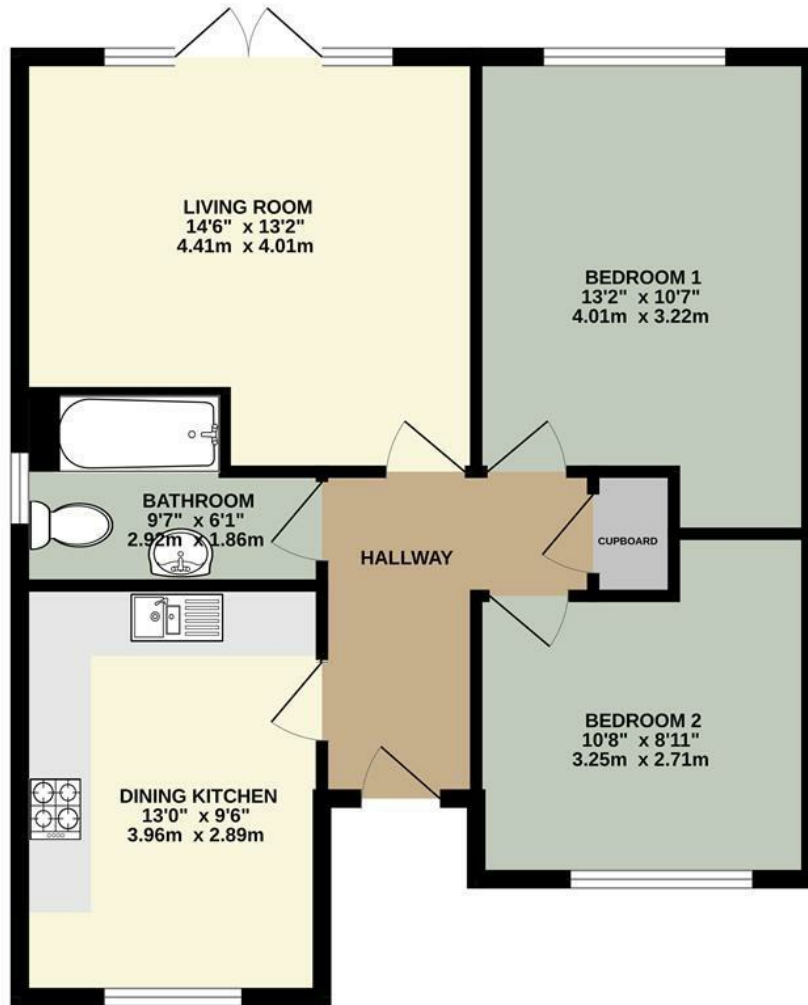 LIVING ROOM
14'6" x 13'2"
4.41m x 4.01m
BEDROOM 1
13'2" x 10'7"
4.01m x 3.22m
BATHROOM
9'7" x 6'1"
2.92m x 1.86m
HALLWAY
CUPBOARD
BEDROOM 2
10'8" x 8'11"
3.25m x 2.71m
DINING KITCHEN
13'0" x 9'6"
3.96m x 2.89m